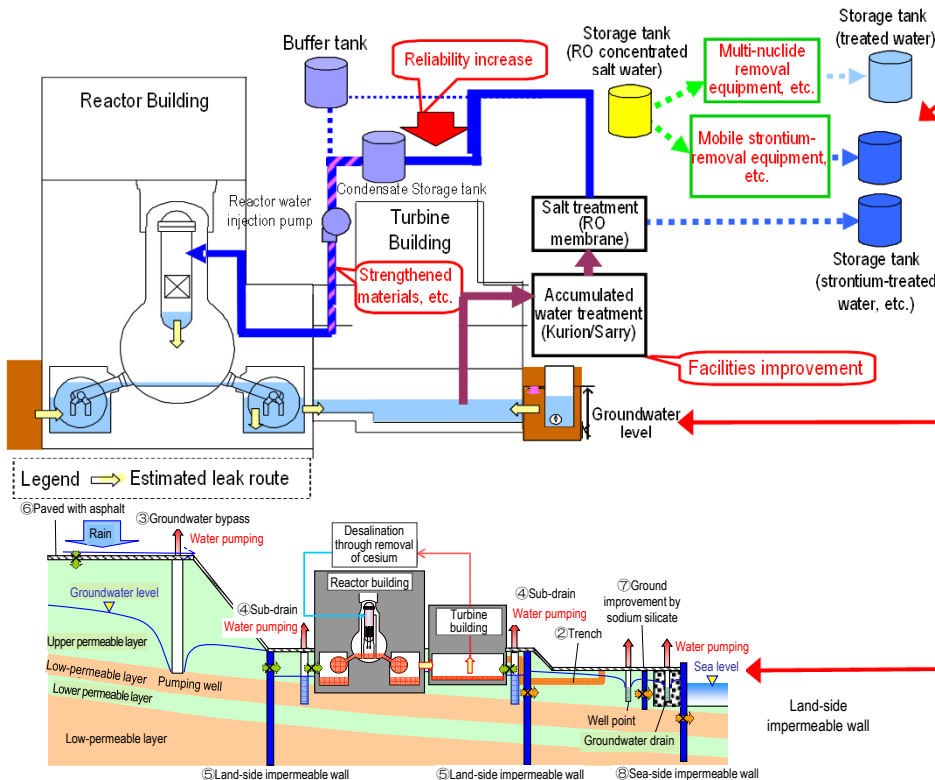 Buffer tank
Reliability increase
Storage tank
(RO concentrated
salt water)
Multi-nuclide
removal
equipment, etc.
Storage tank
(treated water)
Reactor Building
Mobile strontium-
removal equipment,
etc.
Condensate Storage tank
Reactor water
injection pump
Turbine
Building
Salt treatment
(RO
membrane)
Storage tank
(strontium-treated
water, etc.)
Strengthened
materials, etc.
Accumulated
water treatment
(Kurion/Sarry)
Facilities improvement
Groundwater
level
Legend
Estimated leak route
⑥Paved with asphalt
Rain
③Groundwater bypass
Water pumping
Desalination
through removal
of cesium
Reactor building
Groundwater level
④Sub-drain
Water pumping
Turbine
building
④Sub-drain
Water pumping
②Trench
⑦Ground
improvement by
sodium silicate
Water pumping
Sea level
Upper permeable layer
Low-permeable layer
Pumping well
Lower permeable layer
Low-permeable layer
Well point
Groundwater drain
Land-side
impermeable wall
⑤Land-side impermeable wall
⑤Land-side impermeable wall
⑧Sea-side impermeable wall